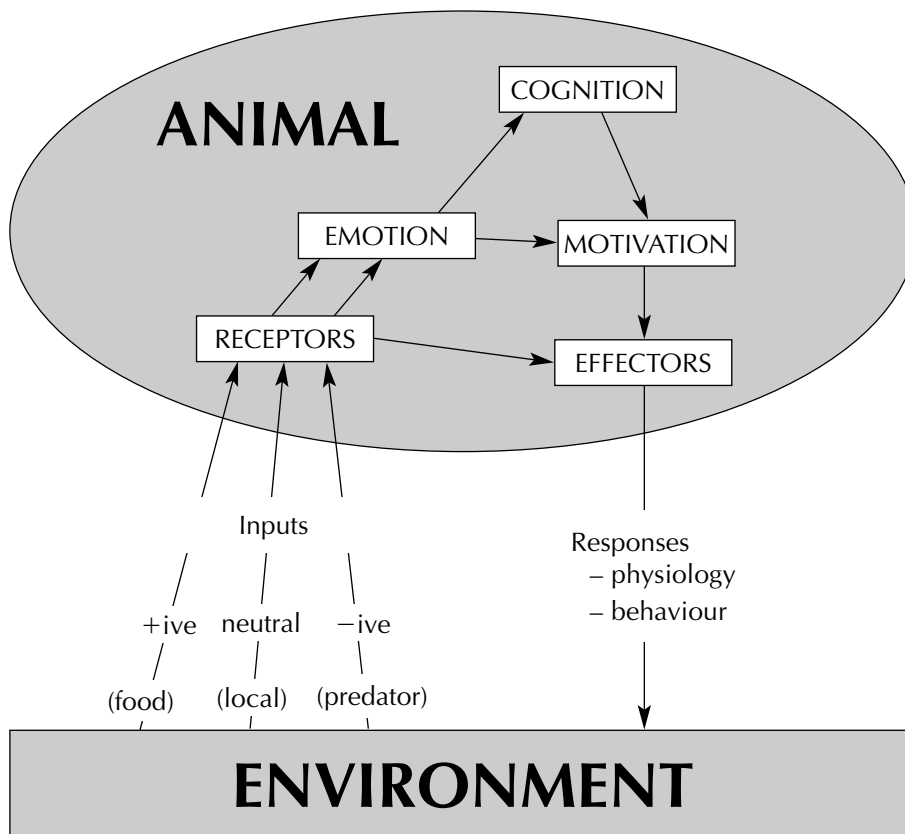 COGNITION
ANIMAL
EMOTION
MOTIVATION
RECEPTORS
EFFECTORS
Inputs
Responses
– physiology
– behaviour
+ive neutral −ive
(food) (local) (predator)
ENVIRONMENT